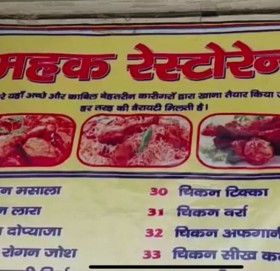 महक रेस्टोरेन
रे यहाँ अच्छे और काबिल बेहतरीन कारीगरों द्वारा खाना तैयार किया
हर तरह की वैरायटी मिलती है।
न मसाला 30 चिकन टिक्का
न लारा 31 चिकन वर्रा
न दोप्याजा 32 चिकन अफगानी
रोगन जोश 33 चिकन सीख क